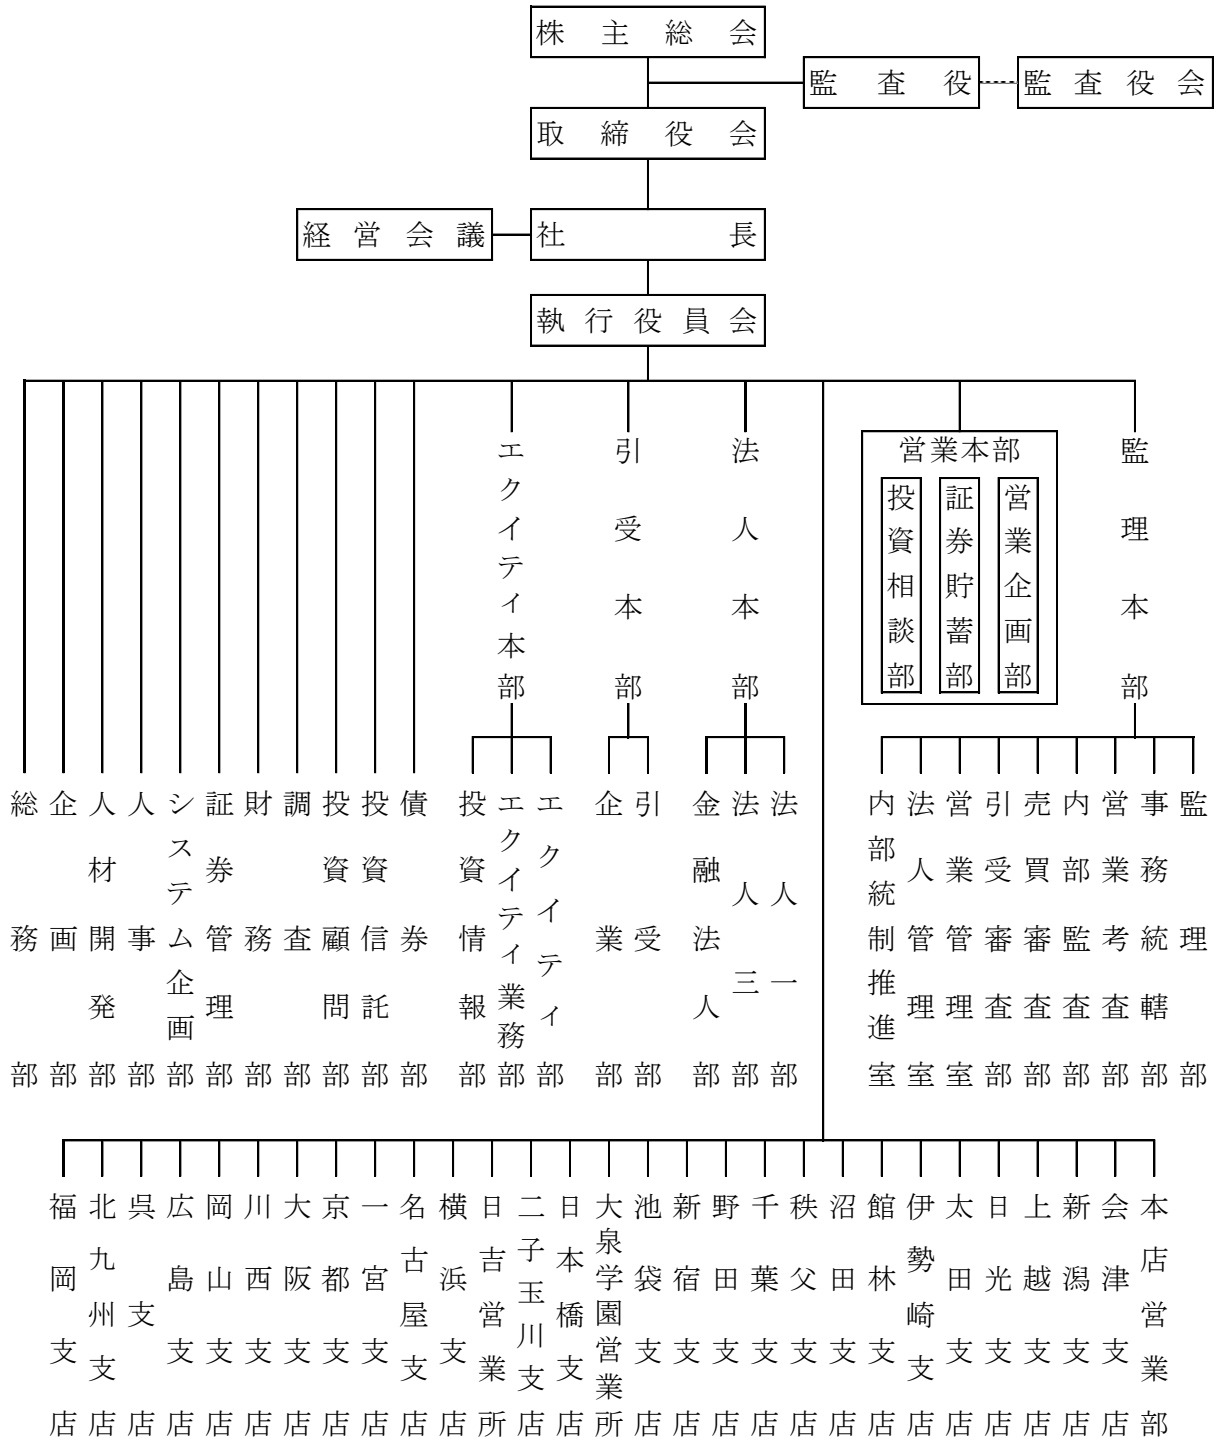 株主総会
監査役
監査役会
取締役会
経営会議
社長
執行役員会
エクイテイ本部
引受本部
法人本部
営業本部
投資相談部
証券貯蓄部
営業企画部
監理本部
総務部
企画部
人材開発部
人事部
システム企画部
証券管理部
財務部
調査部
投資顧問部
投資信託部
債券部
投資情報部
エクイテイ業務部
エクイテイ部
企業部
引受部
金融法人部
法人三部
法人一部
内部統制推進室
法人管理室
営業管理室
引受審査部
売買審査部
内部監査部
営業考査部
事務統轄部
監理部
福岡支店
北九州支店
呉支店
広島支店
岡山支店
川西支店
大阪支店
京都支店
一宮支店
名古屋支店
横浜支店
日吉営業所
二子玉川支店
日本橋支店
大泉学園営業所
池袋支店
新宿支店
野田支店
千葉支店
秩父支店
沼田支店
館林支店
伊勢崎支店
太田支店
日光支店
上越支店
新潟支店
会津支店
本店営業部